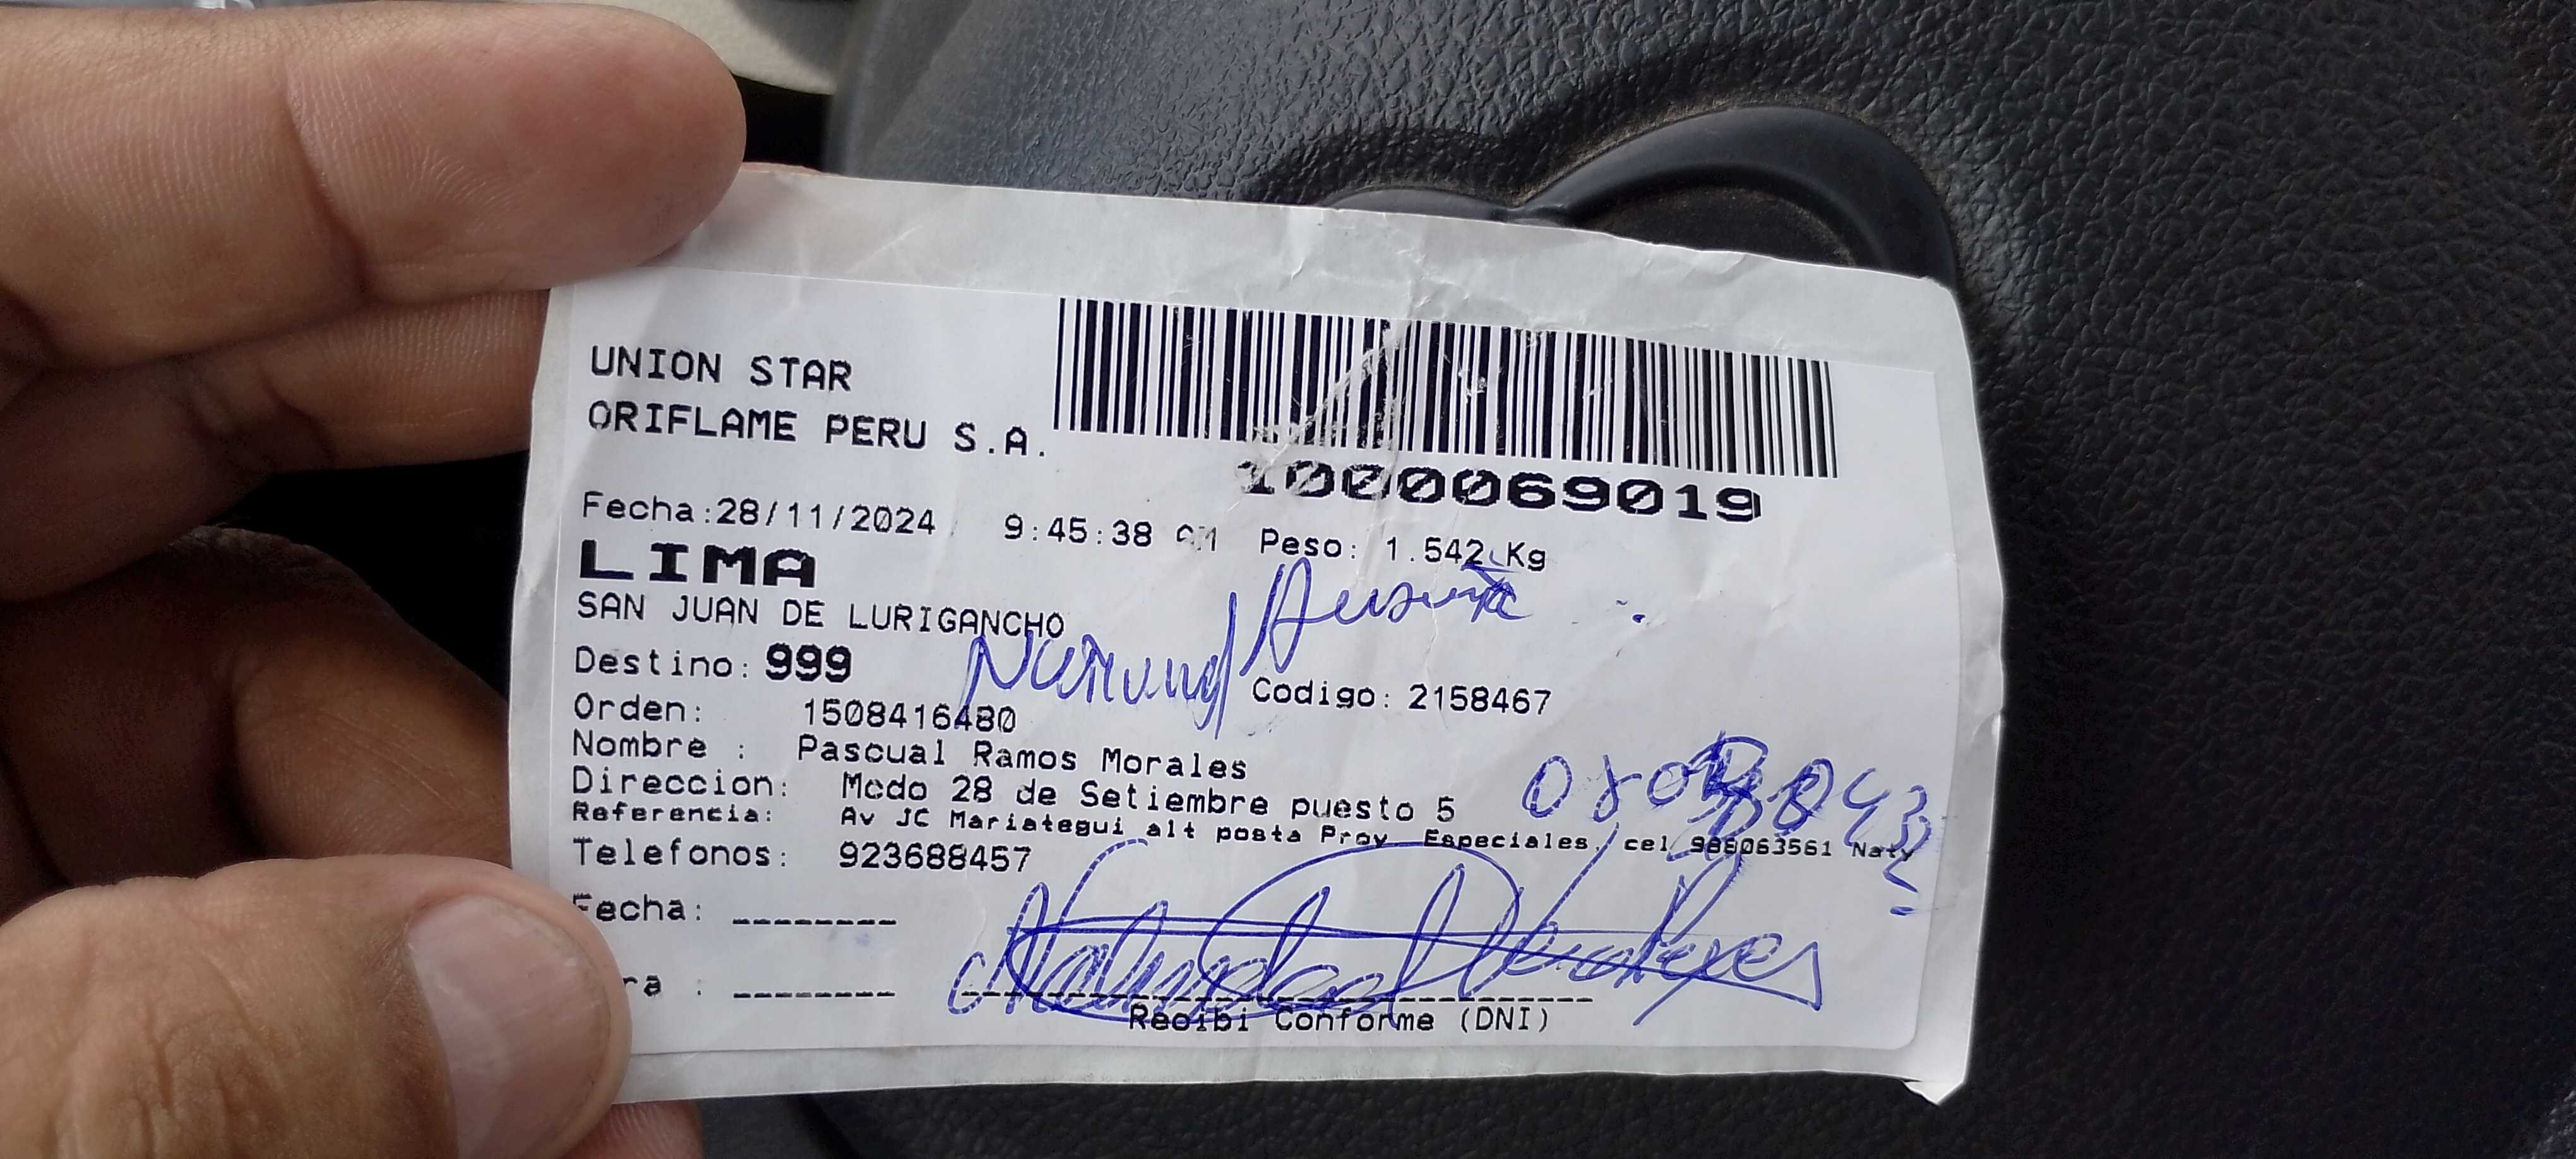 UNION STAR
ORIFLAME PERU S.A.
1000069019
Fecha:28/11/2024 9:45:38 Peso: 1.542 Kg
LIMA
SAN JUAN DE LURIGANCHO
Destino: 999
Codigo: 2158467
Orden: 1508416480
Nombre : Pascual Ramos Morales
Direccion: Mcdo 28 de Setiembre puesto 5
Referencia: Av JC Mariategui alt posta Proy Especiales, cel 988063561 Naty
Telefonos: 923688457
Fecha: --------
ra : --------
Recibi Conforme (DNI)